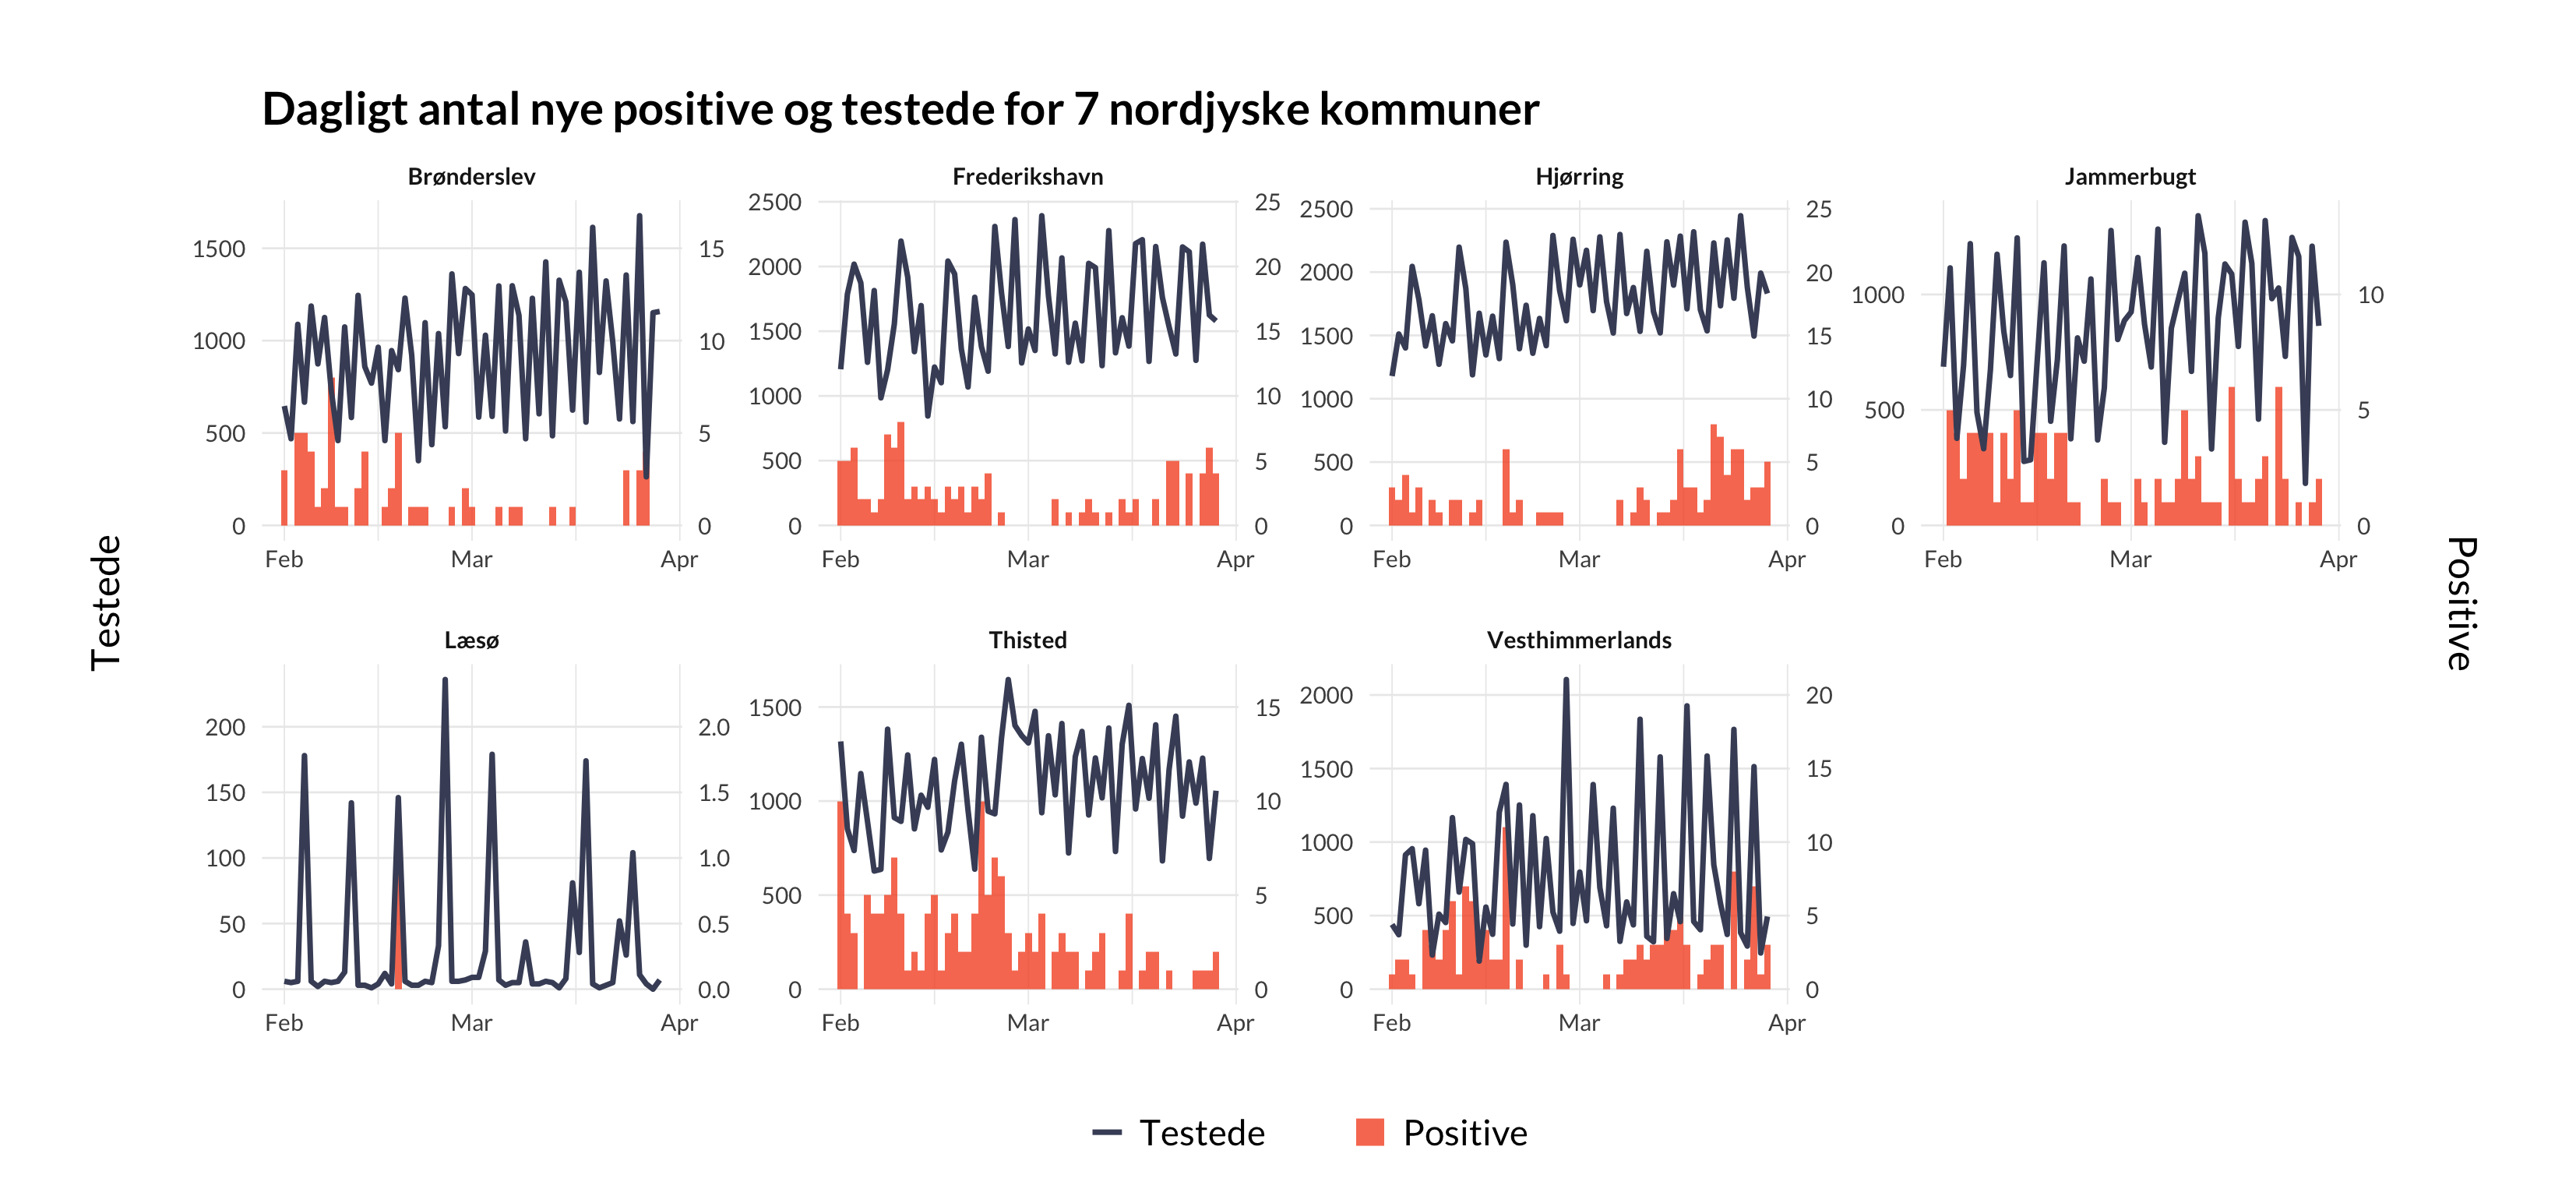 Dagligt antal nye positive og testede for 7 nordjyske kommuner
Brønderslev
Frederikshavn
Hjørring
Jammerbugt
1500
1000
500
0
15
10
5
0
Feb
Mar
Apr
2500
2000
1500
1000
500
0
25
20
15
10
5
0
Feb
Mar
Apr
2500
2000
1500
1000
500
0
25
20
15
10
5
0
Feb
Mar
Apr
1000
500
0
10
5
0
Feb
Mar
Apr
Testede
Positive
Læsø
Thisted
Vesthimmerlands
200
150
100
50
0
2.0
1.5
1.0
0.5
0.0
Feb
Mar
Apr
1500
1000
500
0
15
10
5
0
Feb
Mar
Apr
2000
1500
1000
500
0
20
15
10
5
0
Feb
Mar
Apr
Testede
Positive